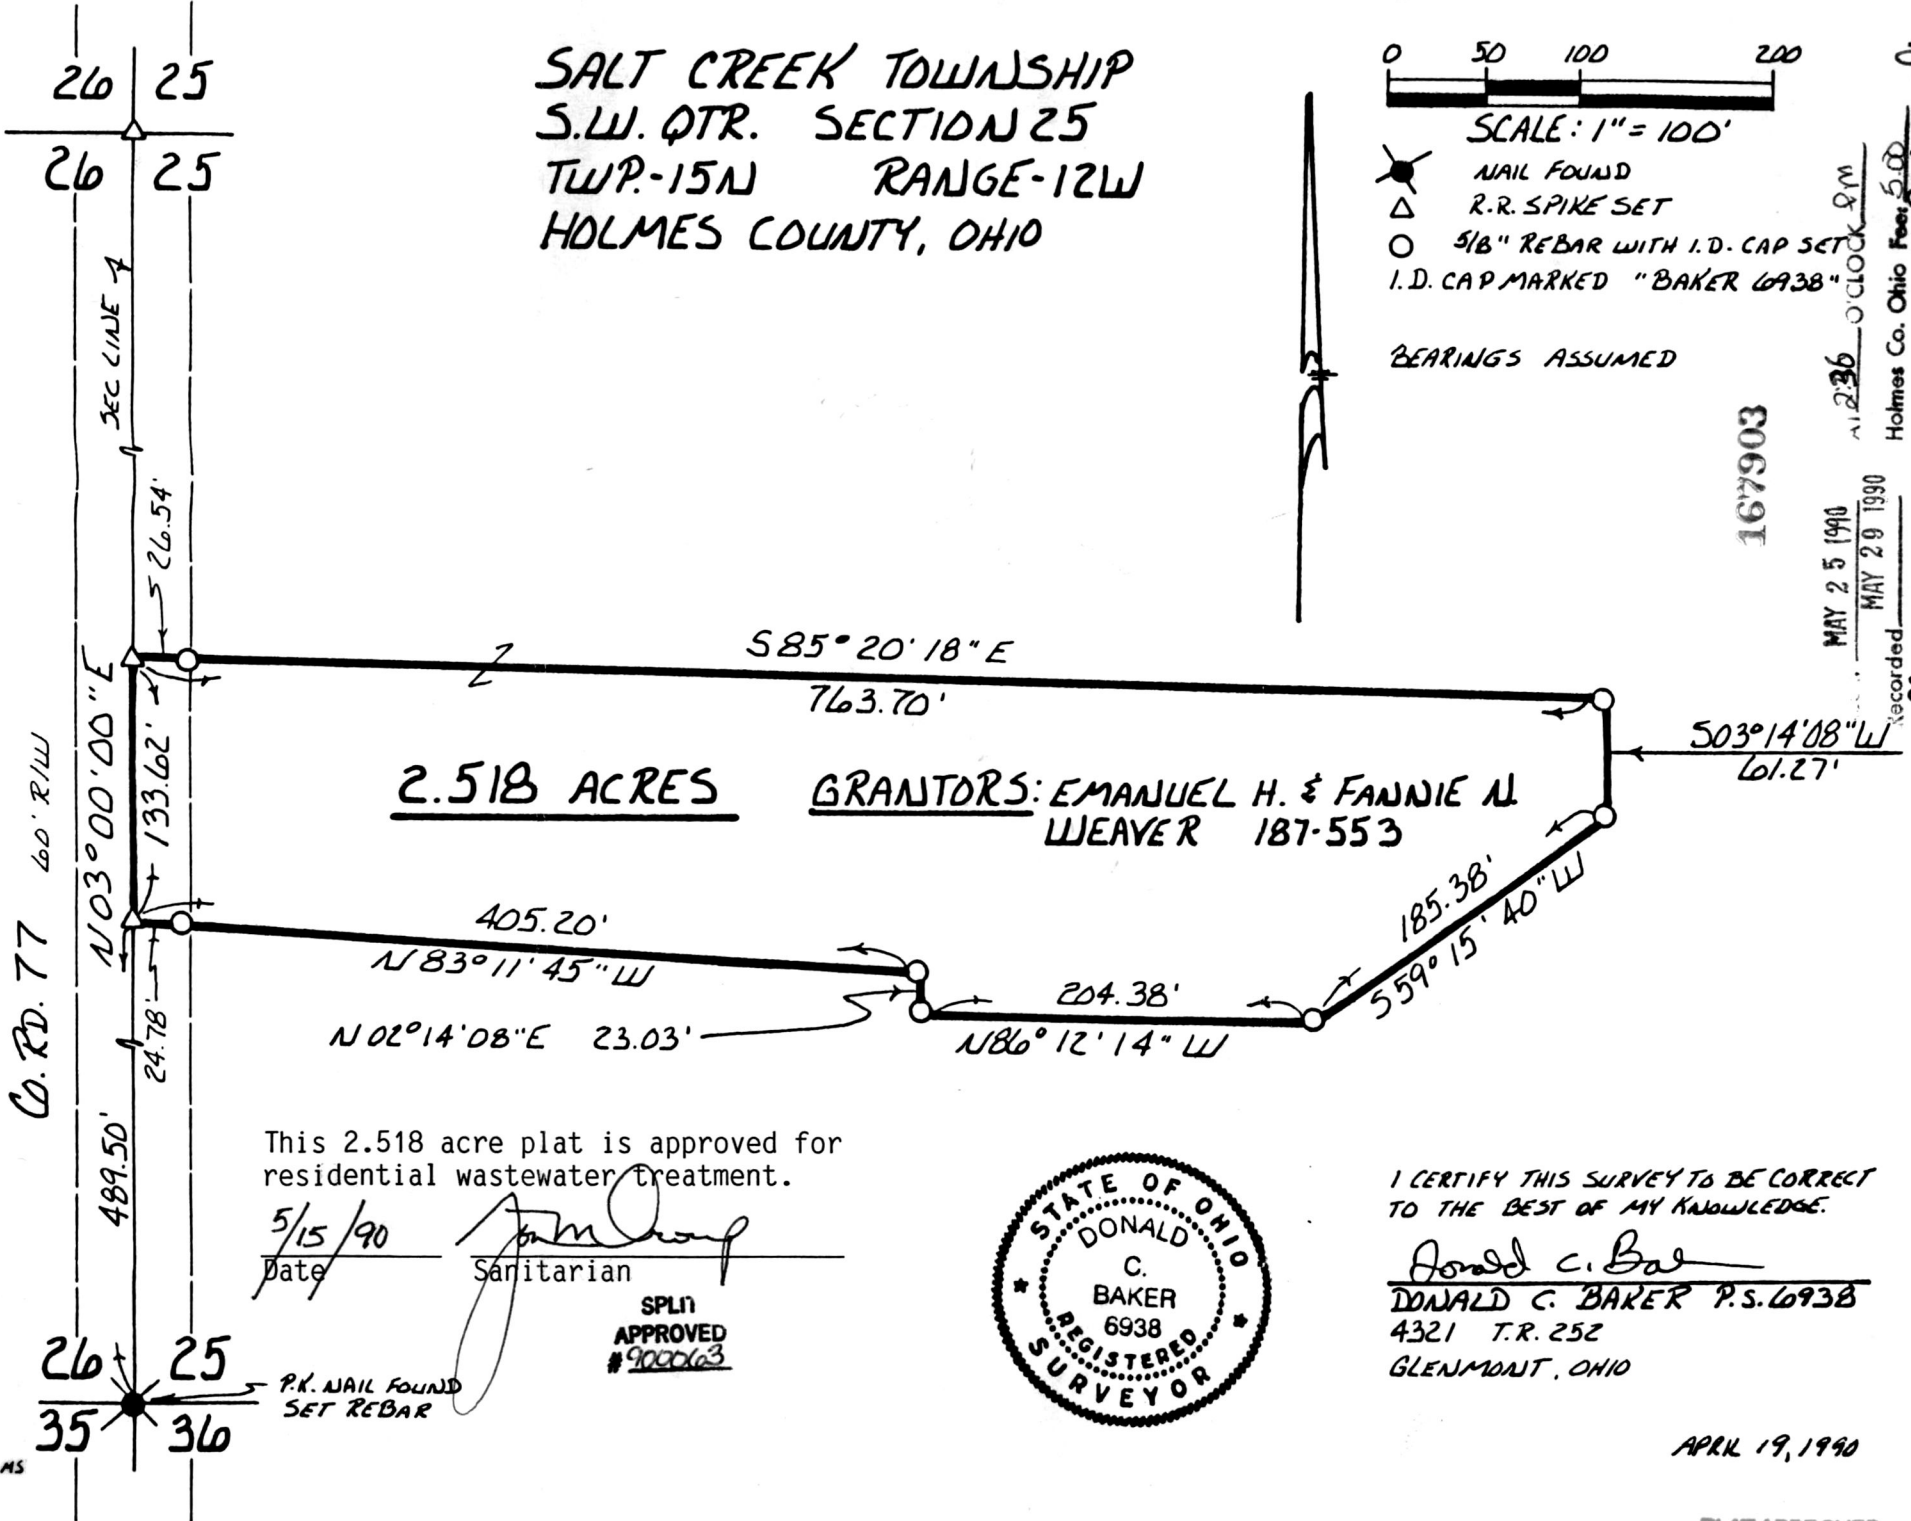 26 25
26 25
SALT CREEK TOWNSHIP
S.W. QTR. SECTION 25
TWP.-15N RANGE-12W
HOLMES COUNTY, OHIO
0 50 100 200
SCALE: 1"=100'
NAIL FOUND
R.R. SPIKE SET
5/8" REBAR WITH I.D. CAP SET
I.D. CAP MARKED "BAKER 6938"
BEARINGS ASSUMED
167903
MAY 25 1990
O'CLOCK PM
MAY 29 1990
Recorded
Holmes Co. Ohio Fee: 5.00
SEC LINE
26.54'
S85°20'18"E
763.70'
S03°14'08"W
61.27'
N03°00'00"E
133.62'
2.518 ACRES
GRANTORS: EMANUEL H. & FANNIE N
WEAVER 187-553
CO. RD. 77 60' R/W
405.20'
N83°11'45"W
185.38'
S59°15'40"W
204.38'
N86°12'14"W
N02°14'08"E 23.03'
24.78'
489.50'
This 2.518 acre plat is approved for
residential wastewater treatment.
5/15/90
Date Sanitarian
SPLIT
APPROVED
#900063
STATE OF OHIO
DONALD
C.
BAKER
6938
REGISTERED
SURVEYOR
I CERTIFY THIS SURVEY TO BE CORRECT
TO THE BEST OF MY KNOWLEDGE.
Donald C. Baker
DONALD C. BAKER P.S. 6938
4321 T.R. 252
GLENMONT, OHIO
26 25
P.K. NAIL FOUND
SET REBAR
35 36
MS
APRIL 19, 1990